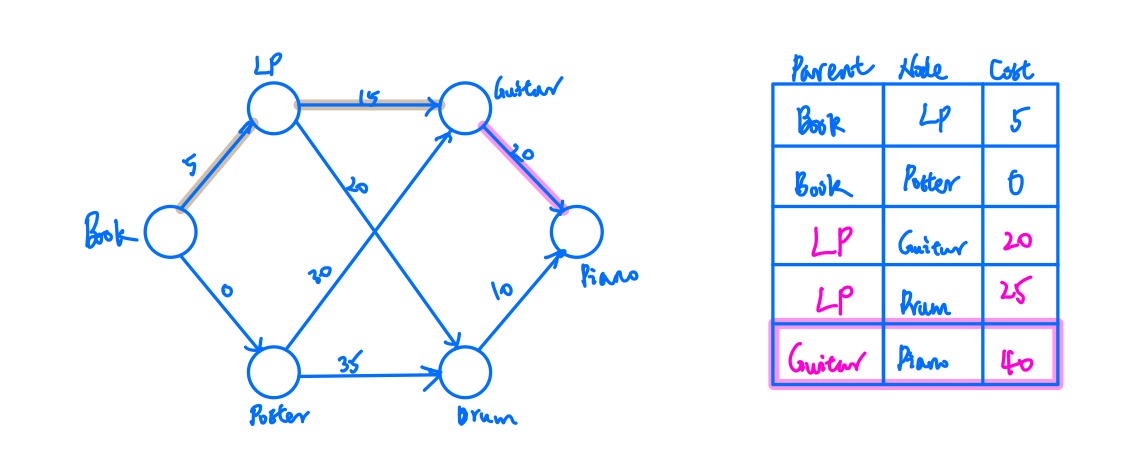 LP
Guitar
15
5
20
20
Book
30
Piano
0
10
35
Poster
Drum
Parent Node Cost
Book LP 5
Book Poster 0
LP Guitar 20
LP Drum 25
Guitar Piano 40